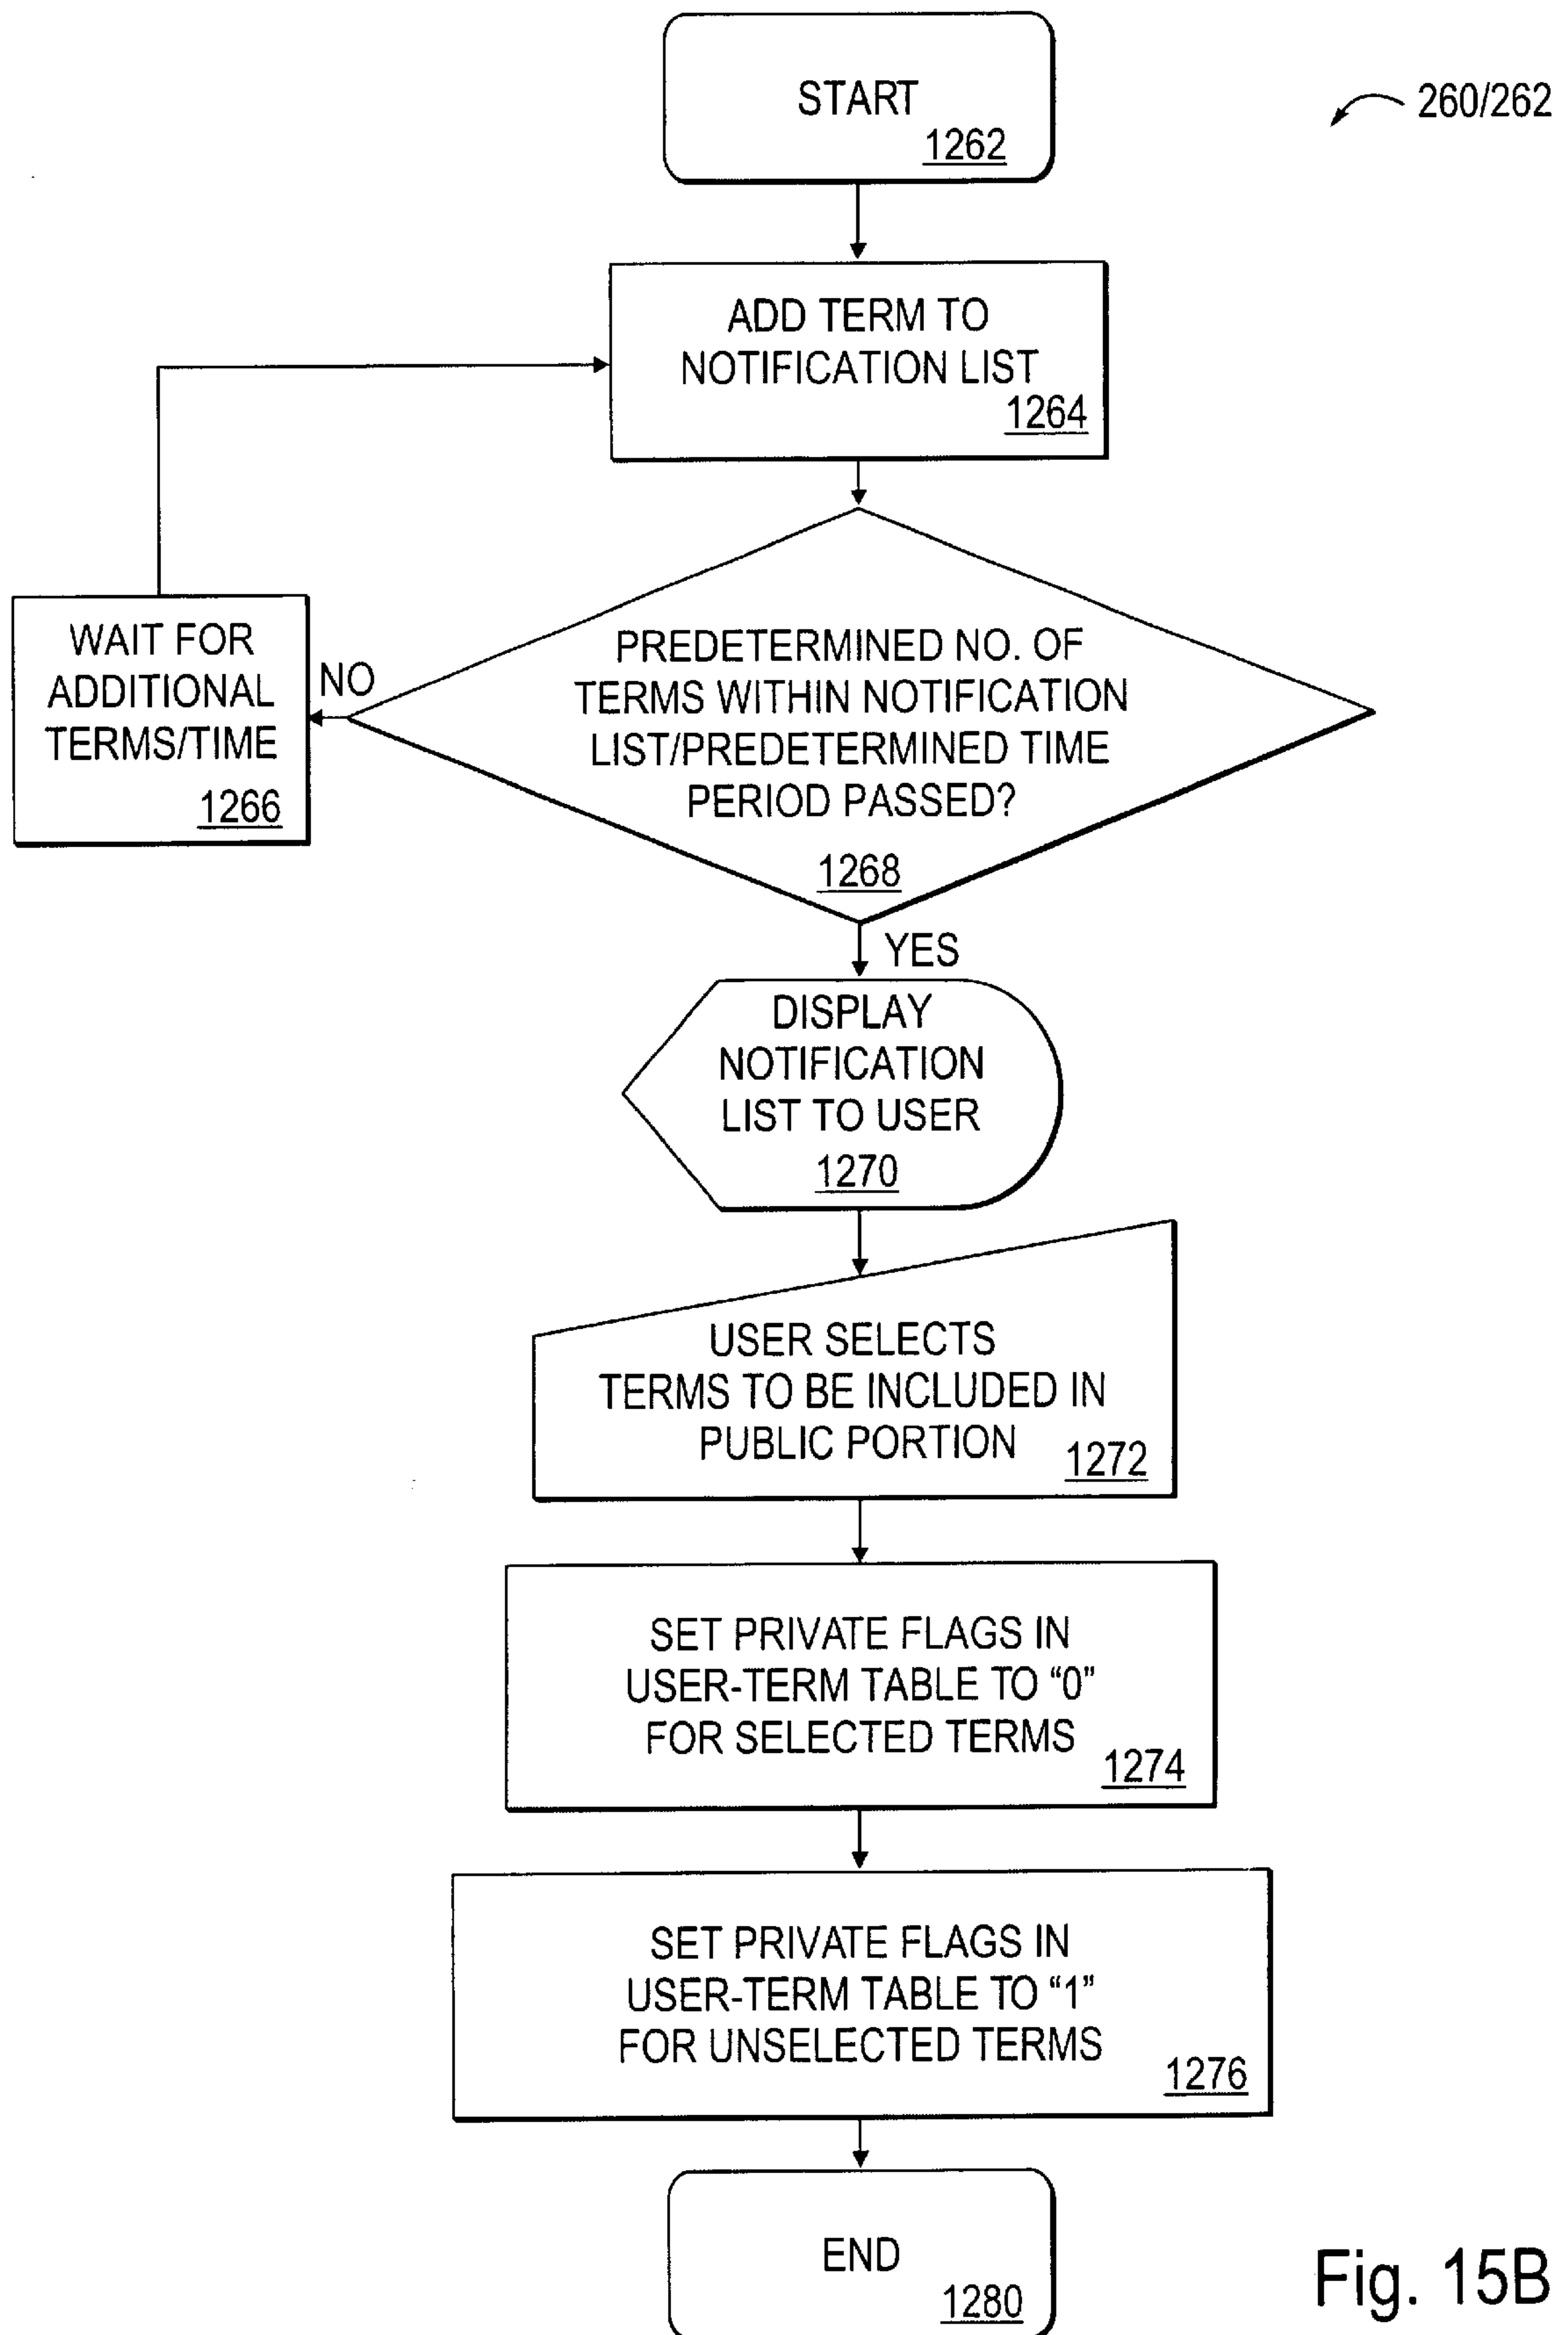 START
1262
260/262
ADD TERM TO
NOTIFICATION LIST
1264
WAIT FOR
ADDITIONAL
TERMS/TIME
1266
NO
PREDETERMINED NO. OF
TERMS WITHIN NOTIFICATION
LIST/PREDETERMINED TIME
PERIOD PASSED?
1268
YES
DISPLAY
NOTIFICATION
LIST TO USER
1270
USER SELECTS
TERMS TO BE INCLUDED IN
PUBLIC PORTION
1272
SET PRIVATE FLAGS IN
USER-TERM TABLE TO “0”
FOR SELECTED TERMS
1274
SET PRIVATE FLAGS IN
USER-TERM TABLE TO “1”
FOR UNSELECTED TERMS
1276
END
1280
Fig. 15B